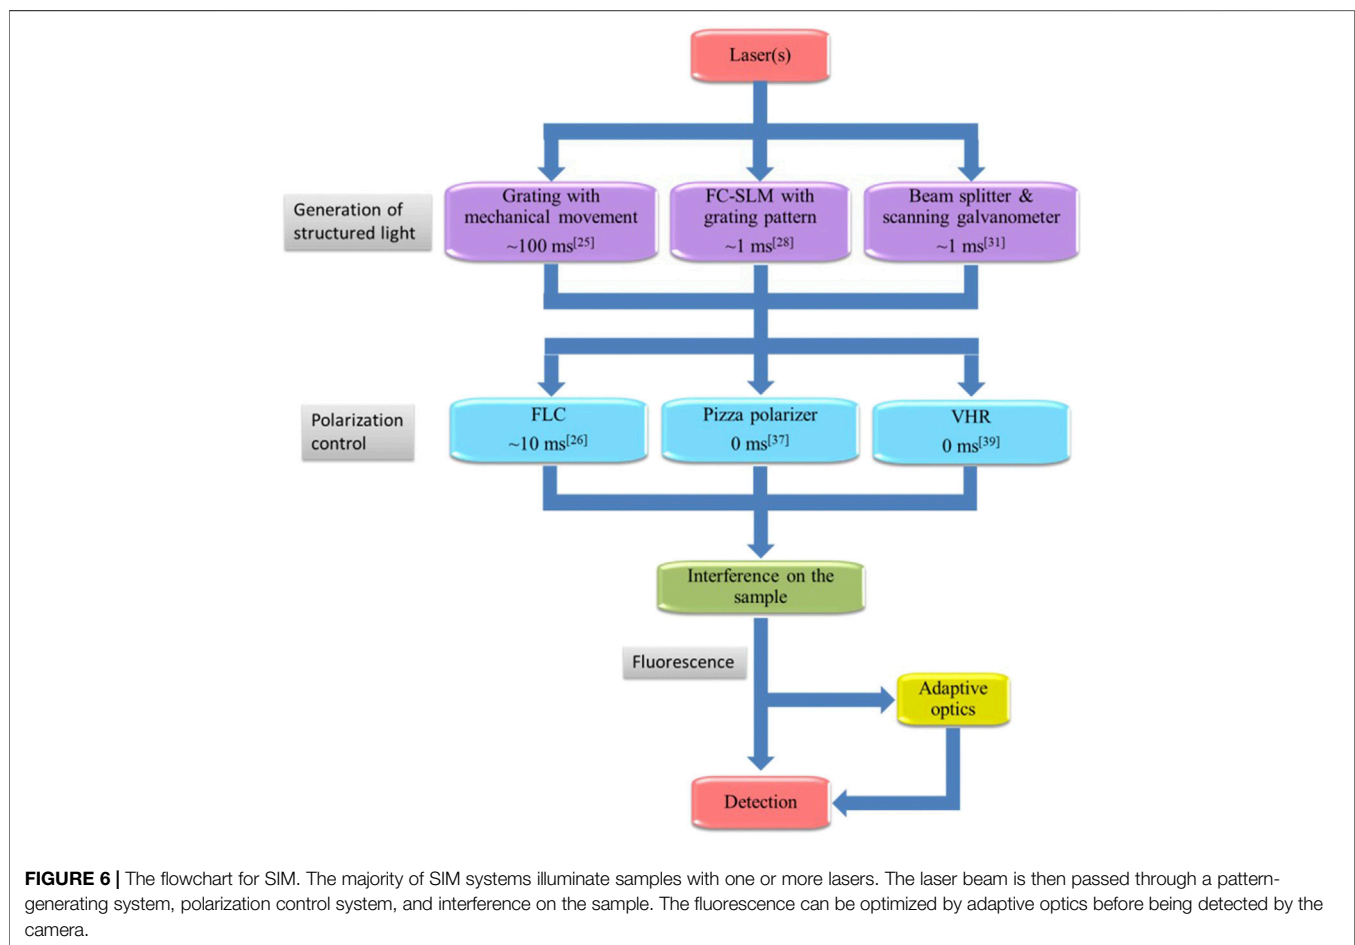 Laser(s)
Generation of
structured light
Grating with
mechanical movement
~100 ms[25]
FC-SLM with
grating pattern
~1 ms[28]
Beam splitter &
scanning galvanometer
~1 ms[31]
Polarization
control
FLC
~10 ms[26]
Pizza polarizer
0 ms[37]
VHR
0 ms[39]
Interference on the
sample
Fluorescence
Adaptive
optics
Detection
FIGURE 6 | The flowchart for SIM. The majority of SIM systems illuminate samples with one or more lasers. The laser beam is then passed through a pattern-
generating system, polarization control system, and interference on the sample. The fluorescence can be optimized by adaptive optics before being detected by the
camera.